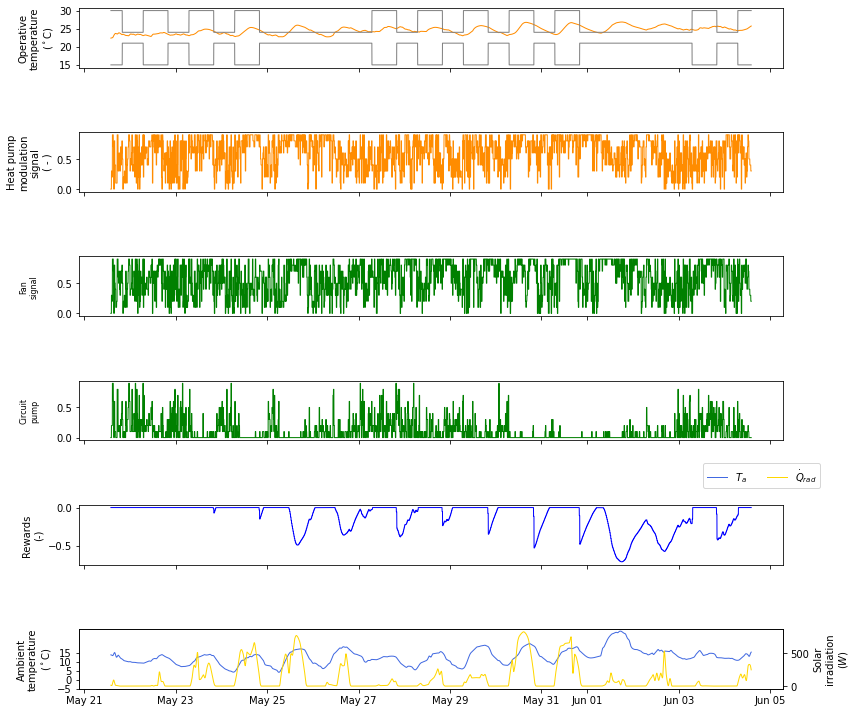 30
25
20
15
Operative
temperature
(°C)
0.5
0.0
Heat pump
modulation
signal
( - )
0.5
0.0
Fan
signal
0.5
0.0
Circuit
pump
Tₐ
Q̇rad
0.0
−0.5
Rewards
(-)
15
10
5
0
−5
Ambient
temperature
(°C)
500
0
Solar
irradiation
(W)
May 21
May 23
May 25
May 27
May 29
May 31
Jun 01
Jun 03
Jun 05